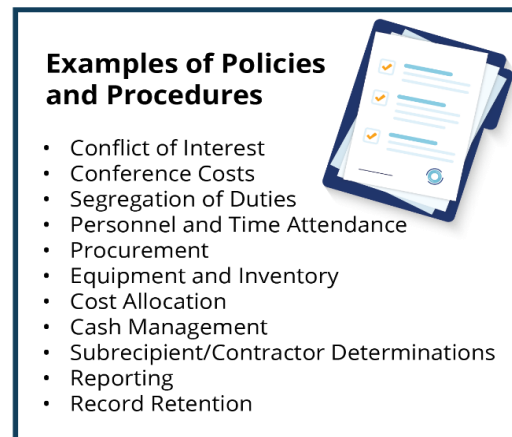 Examples of Policies
and Procedures
• Conflict of Interest
• Conference Costs
• Segregation of Duties
• Personnel and Time Attendance
• Procurement
• Equipment and Inventory
• Cost Allocation
• Cash Management
• Subrecipient/Contractor Determinations
• Reporting
• Record Retention